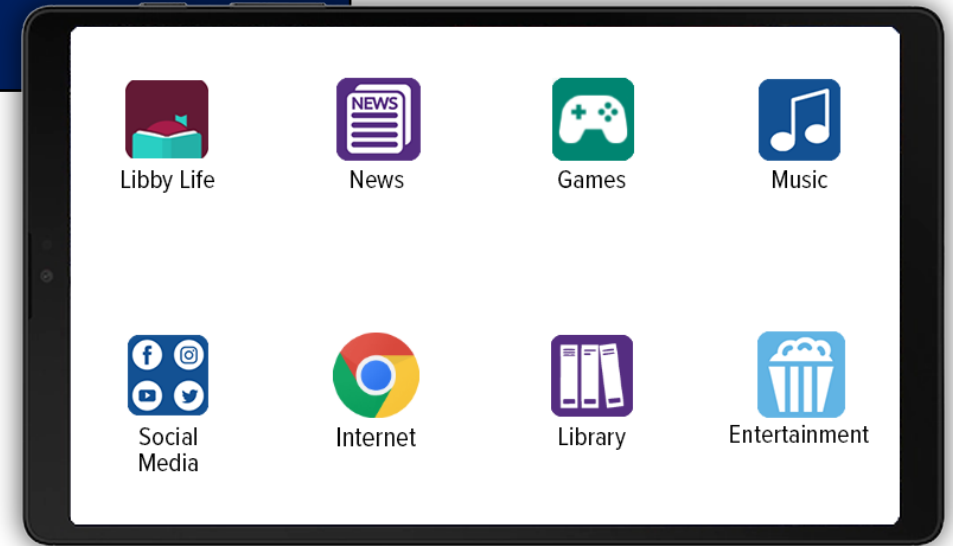 NEWS
Libby Life
News
Games
Music
Social
Media
Internet
Library
Entertainment